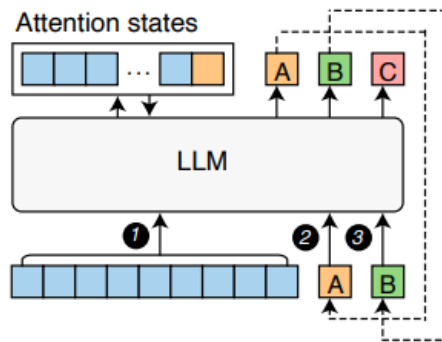 Attention states
...
A B C
LLM
1 2 3
A B